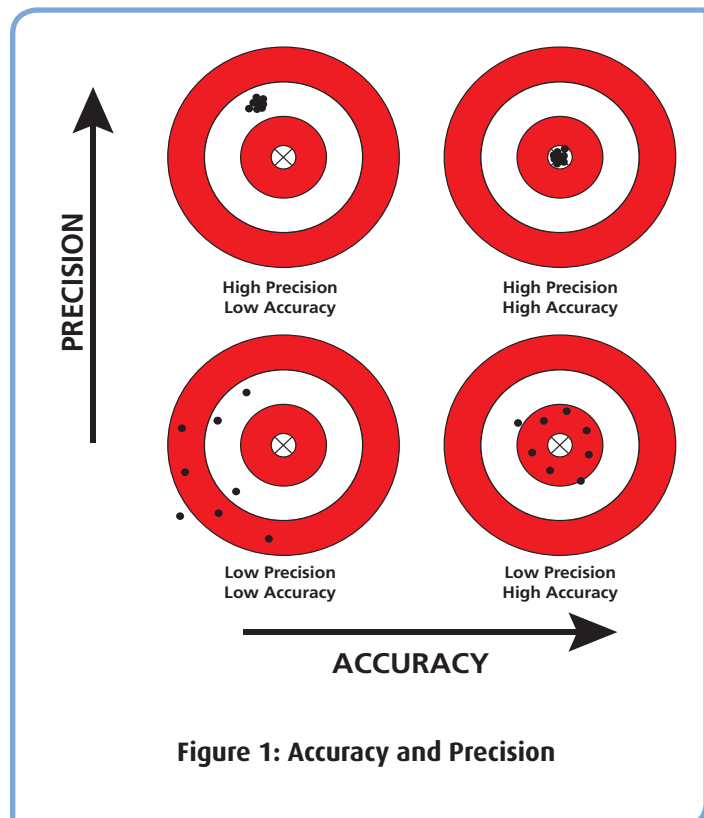 PRECISION
High Precision
Low Accuracy
High Precision
High Accuracy
Low Precision
Low Accuracy
Low Precision
High Accuracy
ACCURACY
Figure 1: Accuracy and Precision